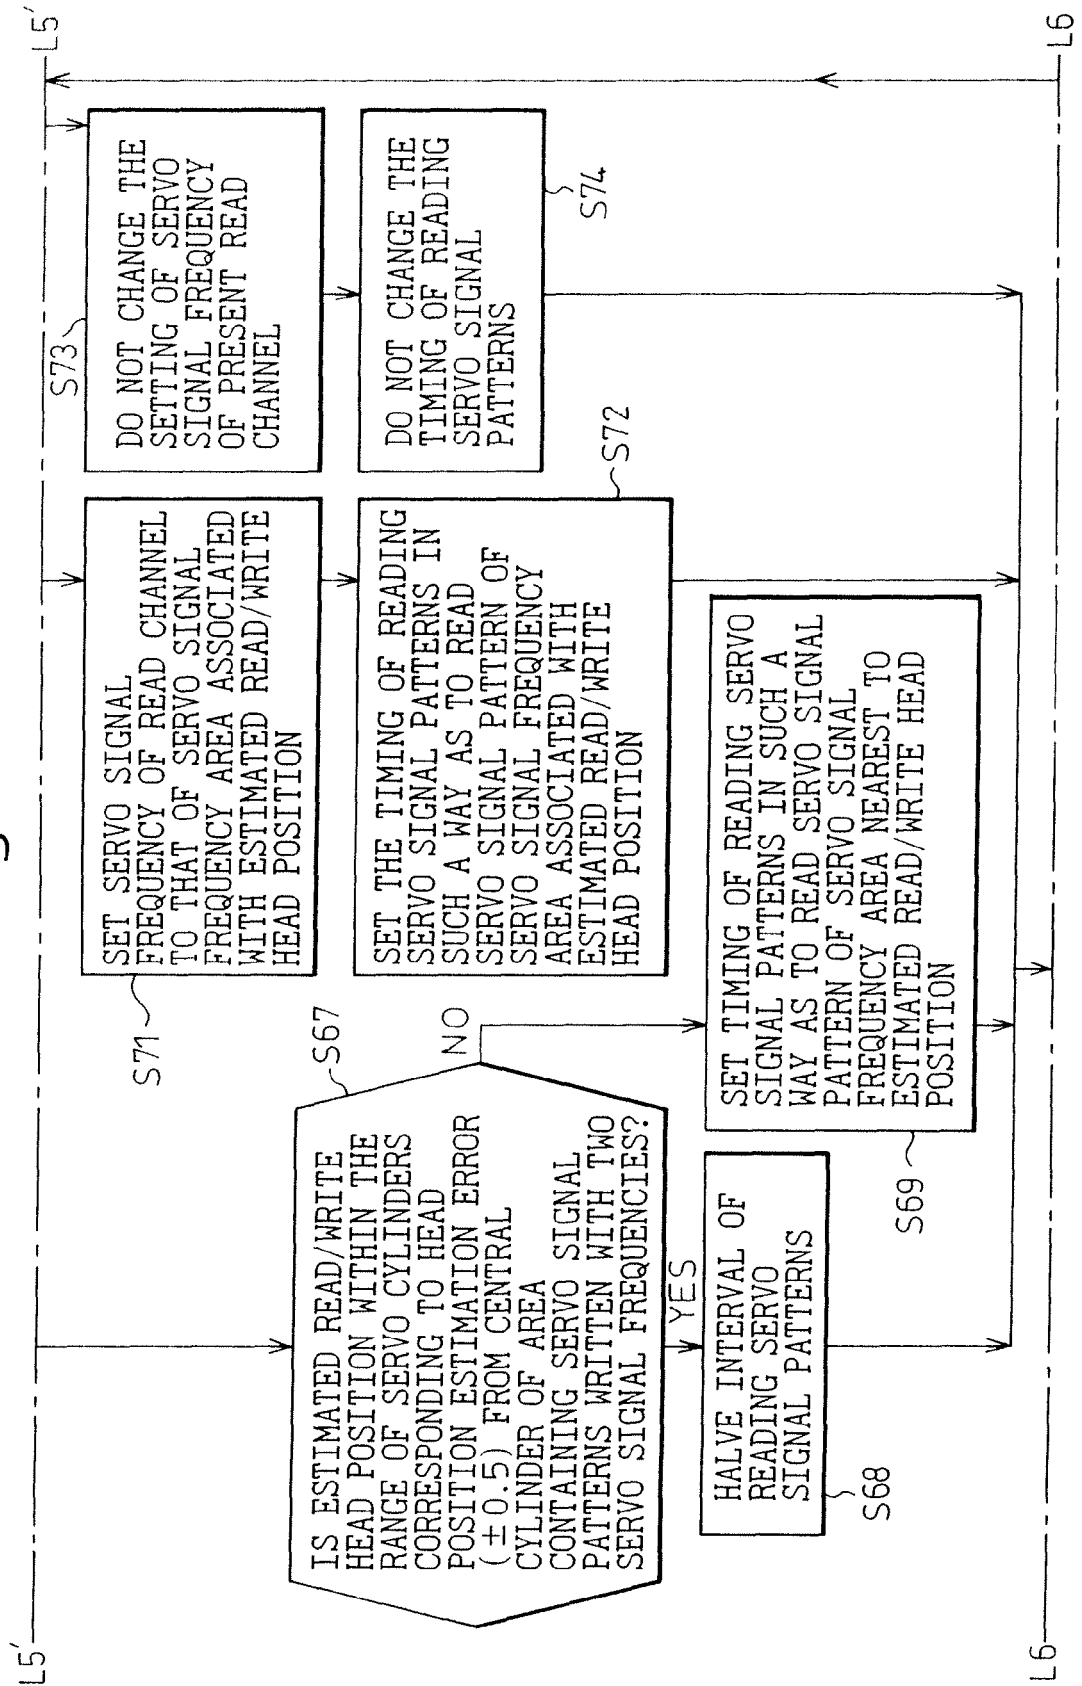 L5´
L5´
S67
IS ESTIMATED READ/WRITE
HEAD POSITION WITHIN THE
RANGE OF SERVO CYLINDERS
CORRESPONDING TO HEAD
POSITION ESTIMATION ERROR
(±0.5) FROM CENTRAL
CYLINDER OF AREA
CONTAINING SERVO SIGNAL
PATTERNS WRITTEN WITH TWO
SERVO SIGNAL FREQUENCIES?
NO
YES
S68
HALVE INTERVAL OF
READING SERVO
SIGNAL PATTERNS
S69
SET TIMING OF READING SERVO
SIGNAL PATTERNS IN SUCH A
WAY AS TO READ SERVO SIGNAL
PATTERN OF SERVO SIGNAL
FREQUENCY AREA NEAREST TO
ESTIMATED READ/WRITE HEAD
POSITION
S71
SET SERVO SIGNAL
FREQUENCY OF READ CHANNEL
TO THAT OF SERVO SIGNAL
FREQUENCY AREA ASSOCIATED
WITH ESTIMATED READ/WRITE
HEAD POSITION
S72
SET THE TIMING OF READING
SERVO SIGNAL PATTERNS IN
SUCH A WAY AS TO READ
SERVO SIGNAL PATTERN OF
SERVO SIGNAL FREQUENCY
AREA ASSOCIATED WITH
ESTIMATED READ/WRITE
HEAD POSITION
S73
DO NOT CHANGE THE
SETTING OF SERVO
SIGNAL FREQUENCY
OF PRESENT READ
CHANNEL
S74
DO NOT CHANGE THE
TIMING OF READING
SERVO SIGNAL
PATTERNS
L6
L6